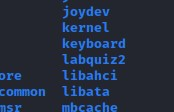 joydev
kernel
keyboard
labquiz2
ore libahci
common libata
msr mbcache